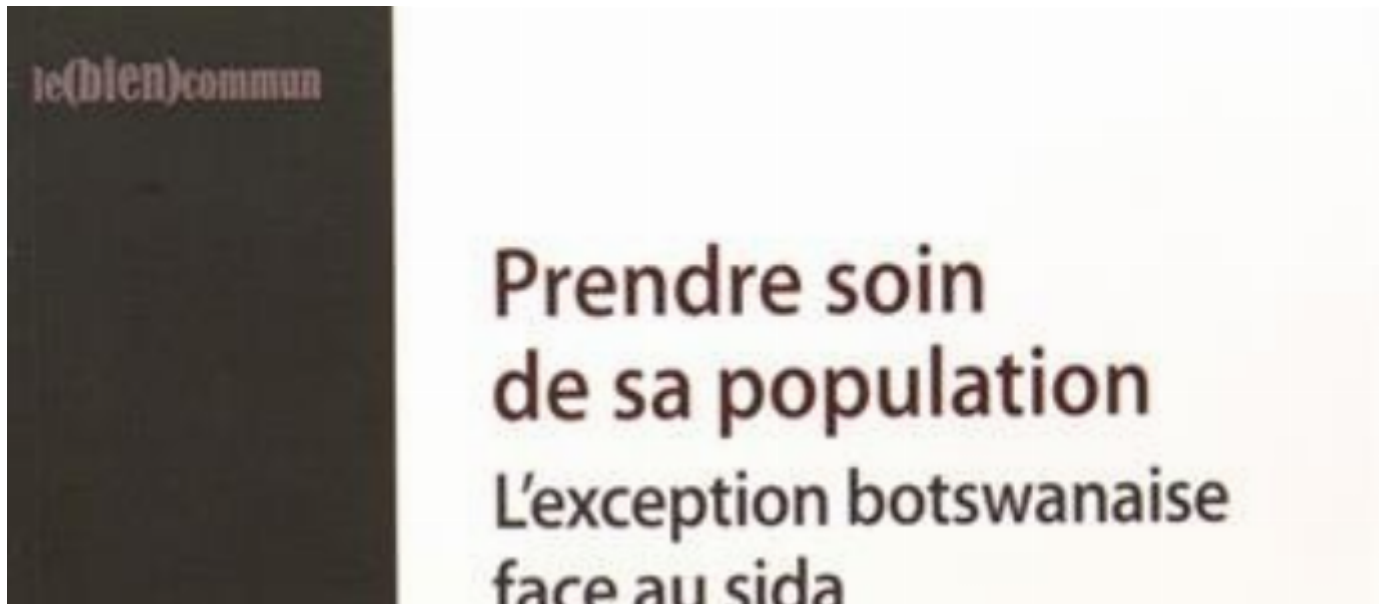 le(bien)commun
Prendre soin
de sa population
L'exception botswanaise
face au sida